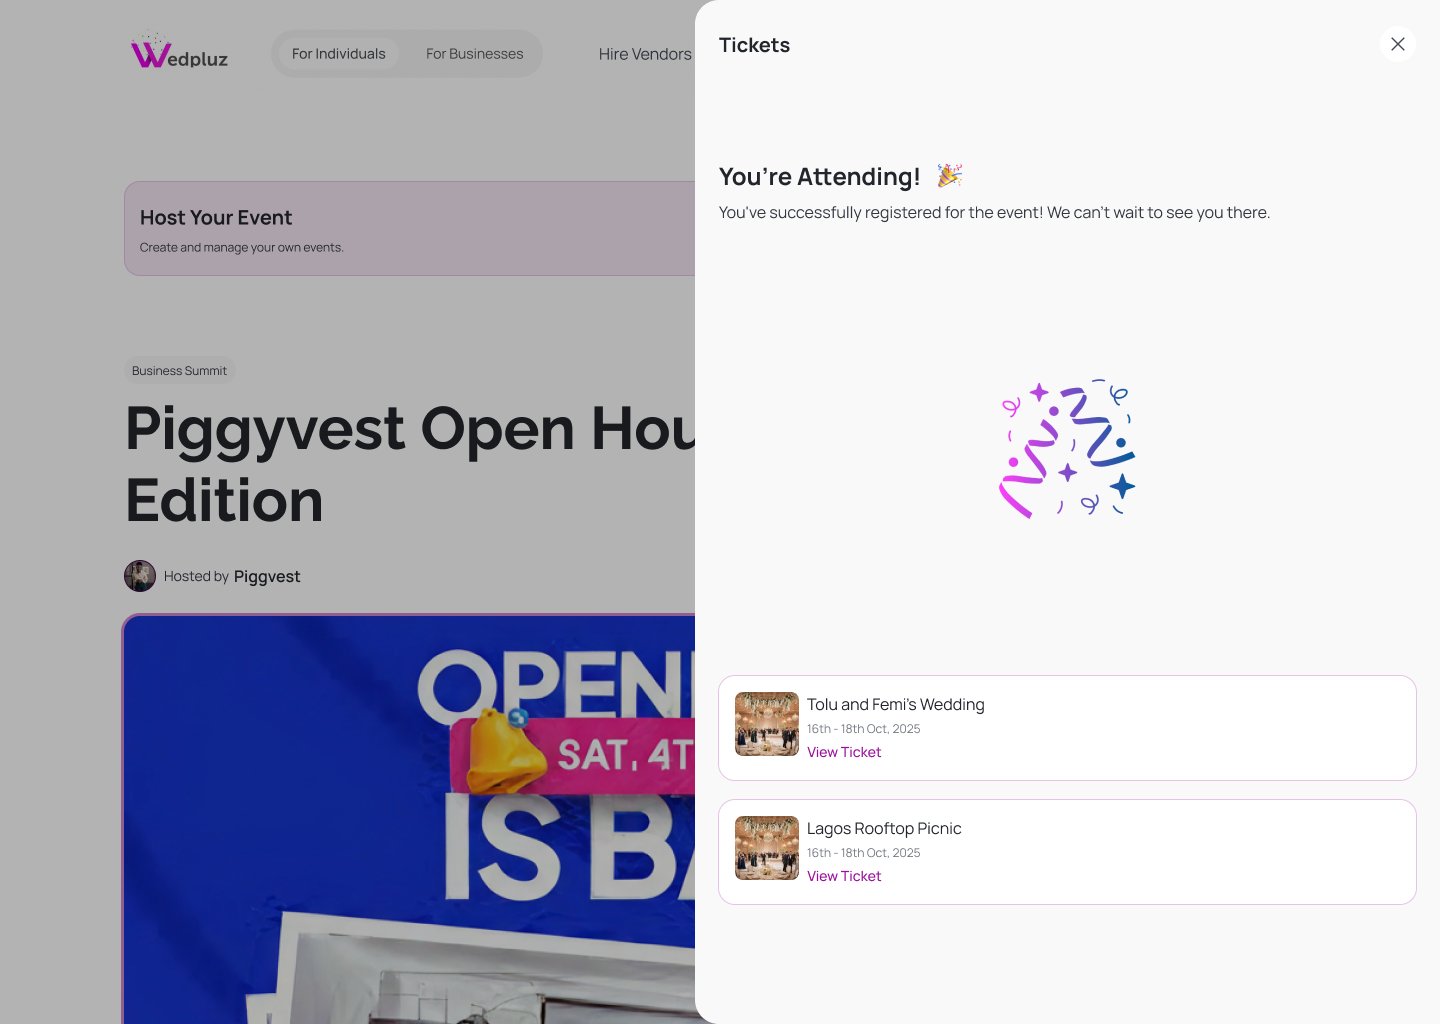 Wedpluz
For Individuals
For Businesses
Hire Vendors
Host Your Event
Create and manage your own events.
Business Summit
Piggyvest Open Hou
Edition
Hosted by Piggvest
OPEN
SAT, 4T
IS BA
Tickets
You're Attending! 🎉
You've successfully registered for the event! We can't wait to see you there.
Tolu and Femi's Wedding
16th - 18th Oct, 2025
View Ticket
Lagos Rooftop Picnic
16th - 18th Oct, 2025
View Ticket